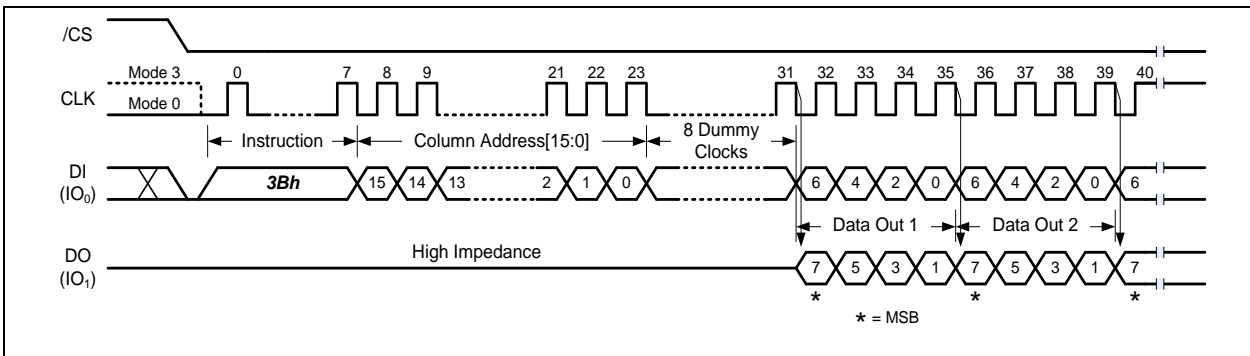 /CS
Mode 3 0 7 8 9 21 22 23 31 32 33 34 35 36 37 38 39 40
CLK
Mode 0
Instruction Column Address[15:0] 8 Dummy Clocks
DI
(IO0)
3Bh 15 14 13 2 1 0 6 4 2 0 6 4 2 0 6
Data Out 1 Data Out 2
High Impedance
DO
(IO1)
7 5 3 1 7 5 3 1 7
* * *
* = MSB